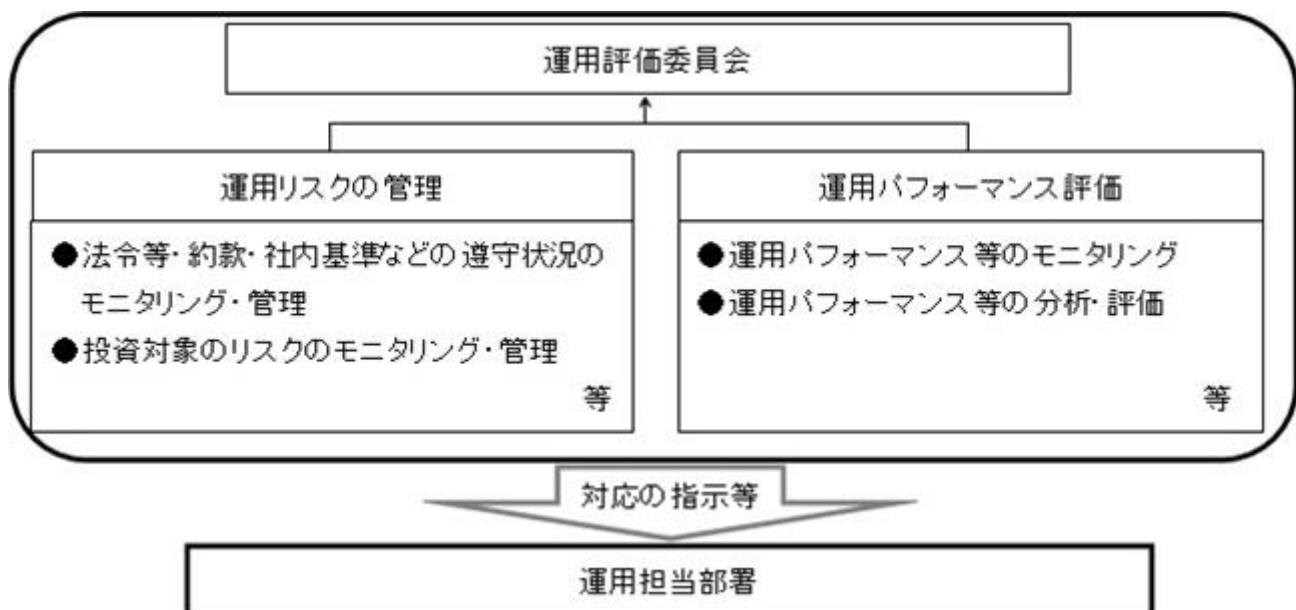 運用評価委員会
運用リスクの管理
●法令等・約款・社内基準などの遵守状況の
モニタリング・管理
●投資対象のリスクのモニタリング・管理
等
運用パフォーマンス評価
●運用パフォーマンス等のモニタリング
●運用パフォーマンス等の分析・評価
等
対応の指示等
運用担当部署